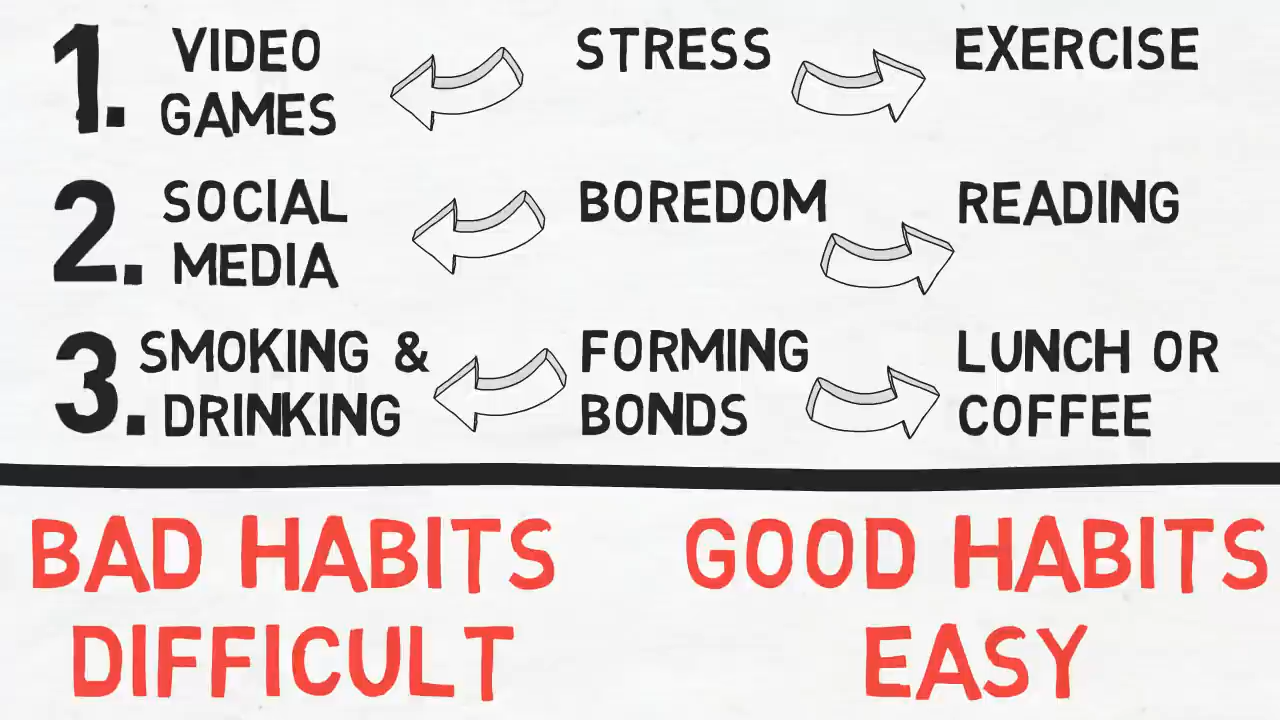 1. VIDEO GAMES STRESS EXERCISE
2. SOCIAL MEDIA BOREDOM READING
3. SMOKING & DRINKING FORMING BONDS LUNCH OR COFFEE
BAD HABITS GOOD HABITS
DIFFICULT EASY